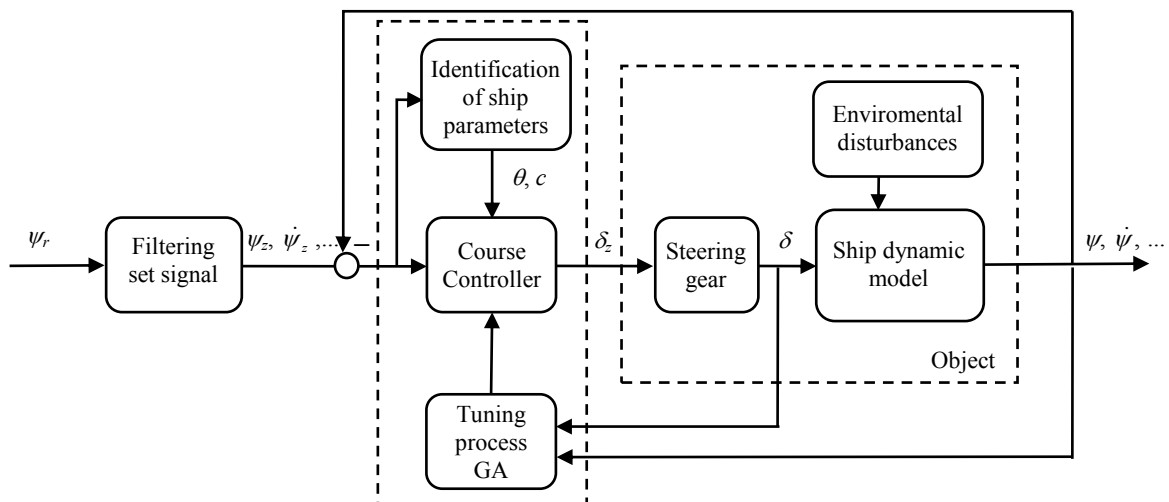 Identification
of ship
parameters
Enviromental
disturbances
θ, c
ψr
Filtering
set signal
ψz, ψ̇z ,... –
Course
Controller
δz
Steering
gear
δ
Ship dynamic
model
ψ, ψ̇, ...
Object
Tuning
process
GA